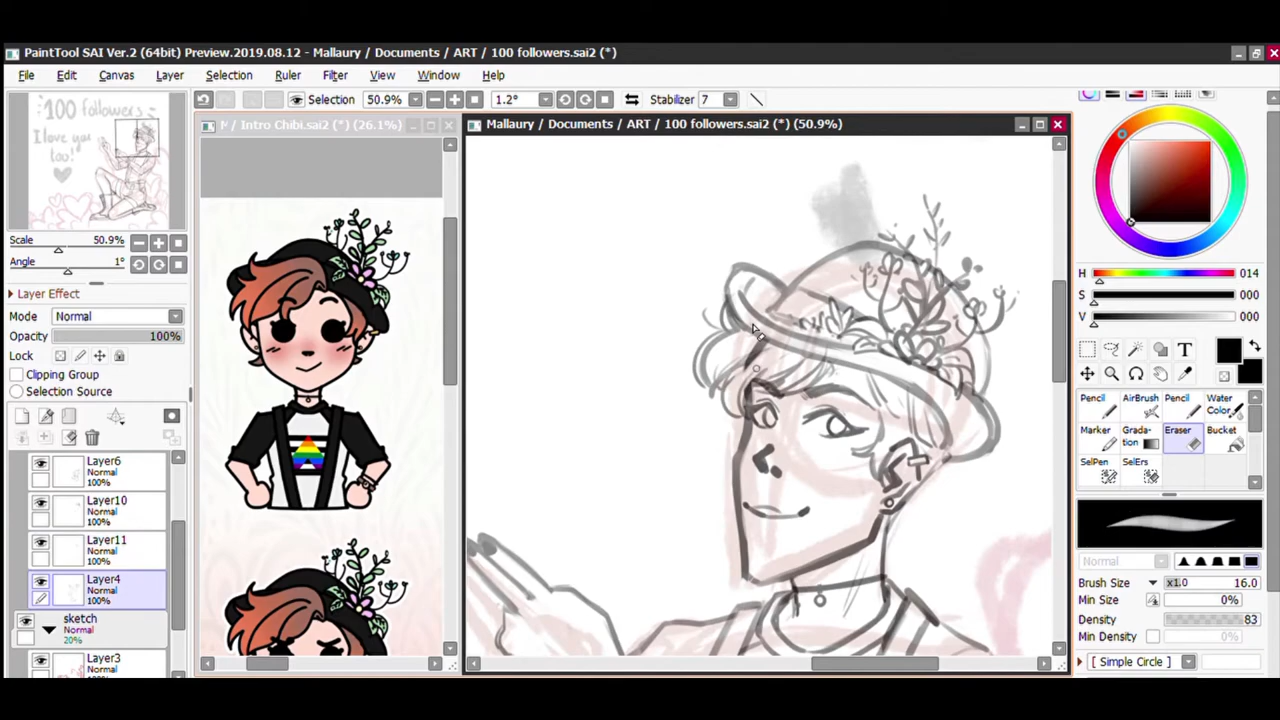 PaintTool SAI Ver.2 (64bit) Preview.2019.08.12 - Mallaury / Documents / ART / 100 followers.sai2 (*)
File Edit Canvas Layer Selection Ruler Filter View Window Help
Selection 50.9% 1.2° Stabilizer 7
100 followers
I love you
too!
Scale 50.9%
Angle 1°
Layer Effect
Mode Normal
Opacity 100%
Lock
Clipping Group
Selection Source
Layer6
Normal
100%
Layer10
Normal
100%
Layer11
Normal
100%
Layer4
Normal
100%
sketch
Normal
20%
Layer3
/ Intro Chibi.sai2 (*) (26.1%)
Mallaury / Documents / ART / 100 followers.sai2 (*) (50.9%)
H 014
S 000
V 000
T
Pencil AirBrush Pencil Water Color
Marker Grada-tion Eraser Bucket
SelPen SelErs
Normal
Brush Size x1.0 16.0
Min Size 0%
Density 83
Min Density
[ Simple Circle ]